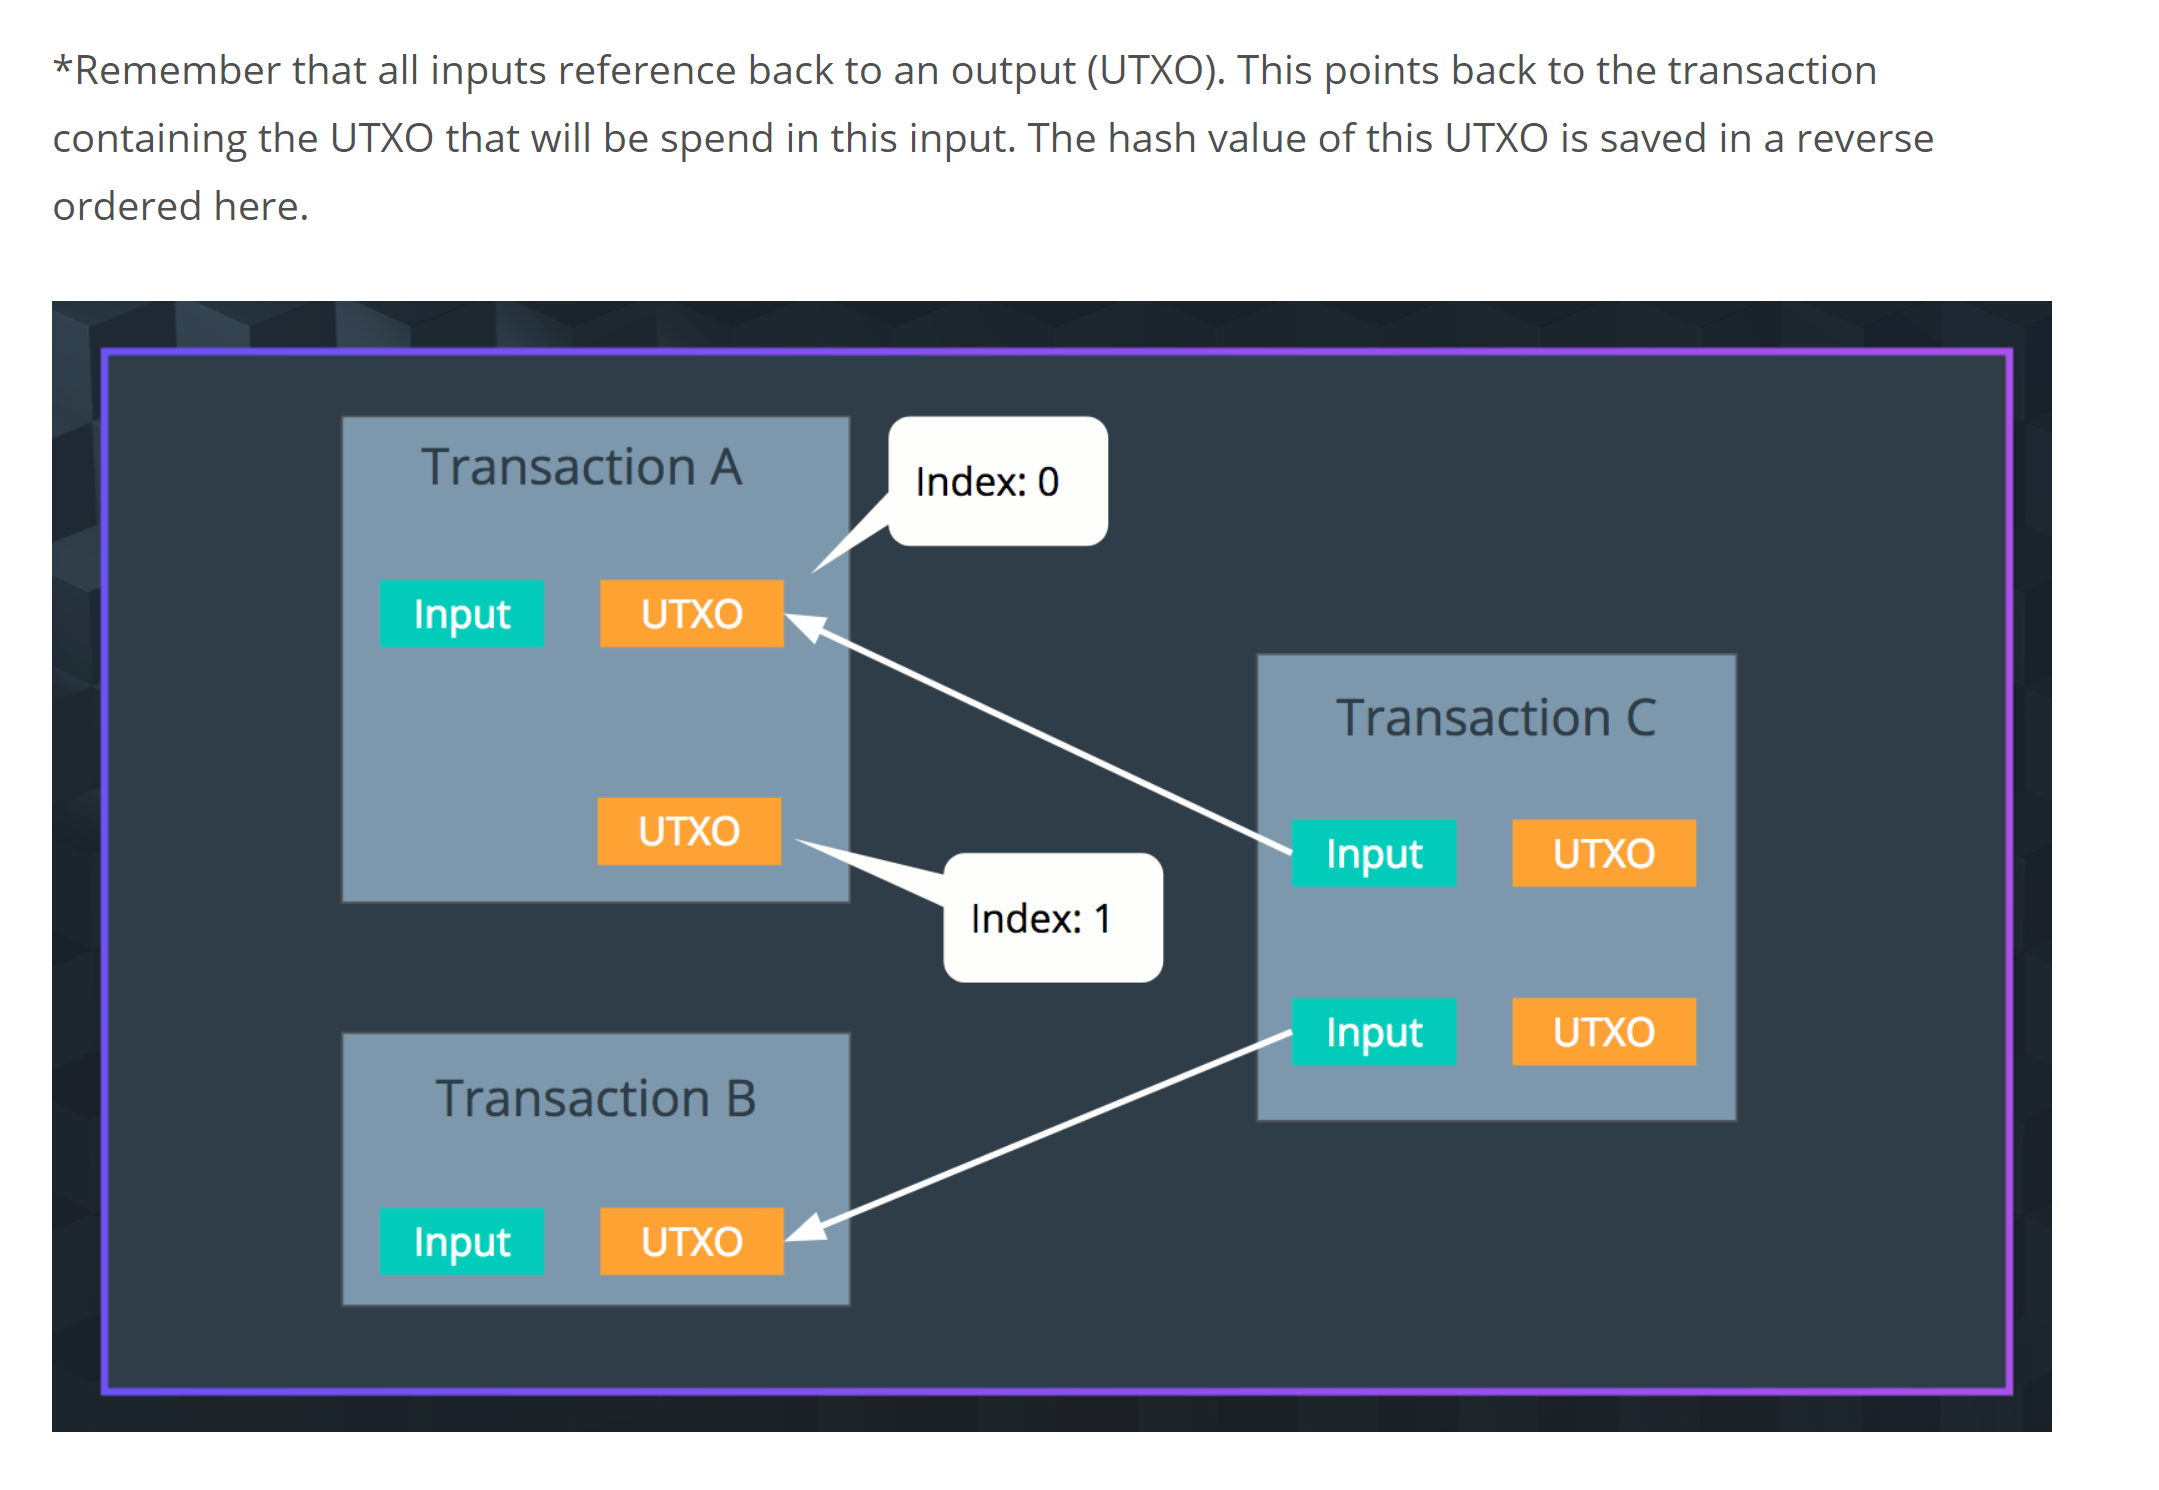 *Remember that all inputs reference back to an output (UTXO). This points back to the transaction
containing the UTXO that will be spend in this input. The hash value of this UTXO is saved in a reverse
ordered here.
Transaction A
Index: 0
Input
UTXO
UTXO
Index: 1
Transaction B
Input
UTXO
Transaction C
Input
UTXO
Input
UTXO